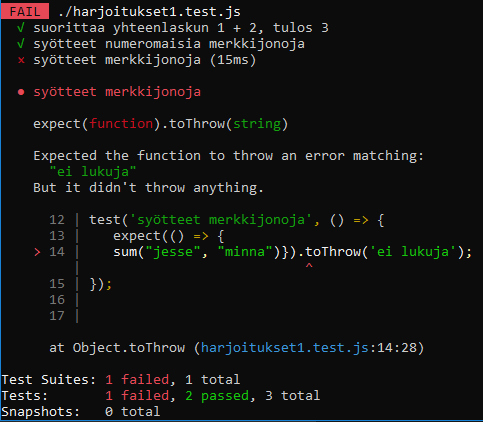 FAIL ./harjoitukset1.test.js
√ suorittaa yhteenlaskun 1 + 2, tulos 3
√ syötteet numeromaisia merkkijonoja
× syötteet merkkijonoja (15ms)
● syötteet merkkijonoja
expect(function).toThrow(string)
Expected the function to throw an error matching:
"ei lukuja"
But it didn't throw anything.
12 | test('syötteet merkkijonoja', () => {
13 | expect(() => {
> 14 | sum("jesse", "minna")}).toThrow('ei lukuja');
| ^
15 | });
16 |
17 |
at Object.toThrow (harjoitukset1.test.js:14:28)
Test Suites: 1 failed, 1 total
Tests: 1 failed, 2 passed, 3 total
Snapshots: 0 total